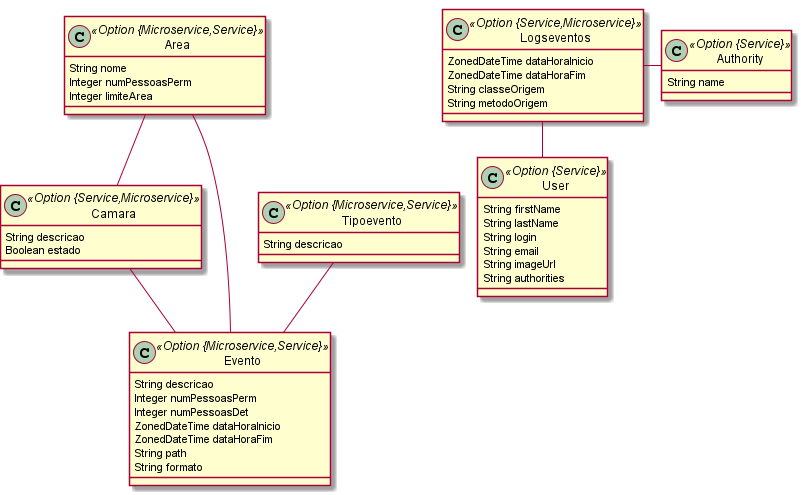 C «Option {Microservice,Service}»
Area
String nome
Integer numPessoasPerm
Integer limiteArea
C «Option {Service,Microservice}»
Logseventos
ZonedDateTime dataHoraInicio
ZonedDateTime dataHoraFim
String classeOrigem
String metodoOrigem
C «Option {Service}»
Authority
String name
C «Option {Service,Microservice}»
Camara
String descricao
Boolean estado
C «Option {Microservice,Service}»
Tipoevento
String descricao
C «Option {Service}»
User
String firstName
String lastName
String login
String email
String imageUrl
String authorities
C «Option {Microservice,Service}»
Evento
String descricao
Integer numPessoasPerm
Integer numPessoasDet
ZonedDateTime dataHoraInicio
ZonedDateTime dataHoraFim
String path
String formato